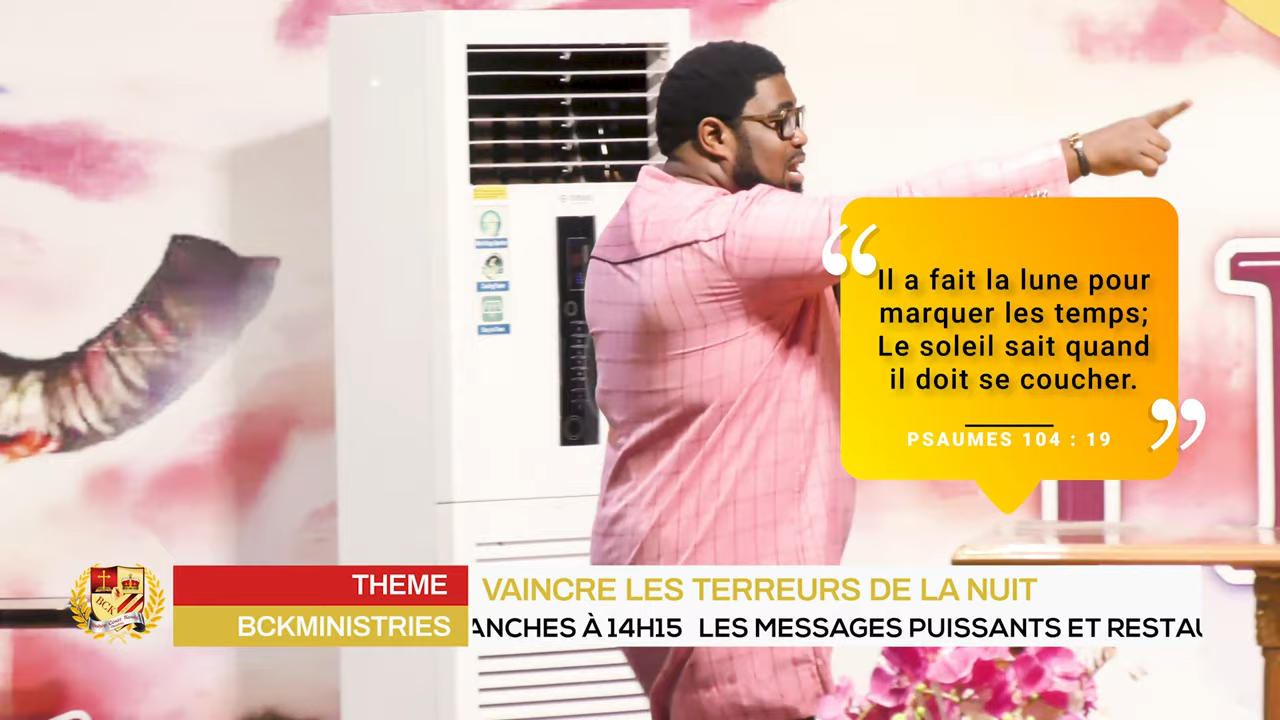 Il a fait la lune pour
marquer les temps;
Le soleil sait quand
il doit se coucher.
PSAUMES 104 : 19
THEME
VAINCRE LES TERREURS DE LA NUIT
BCKMINISTRIES
ANCHES À 14H15 LES MESSAGES PUISSANTS ET RESTAU
BCK